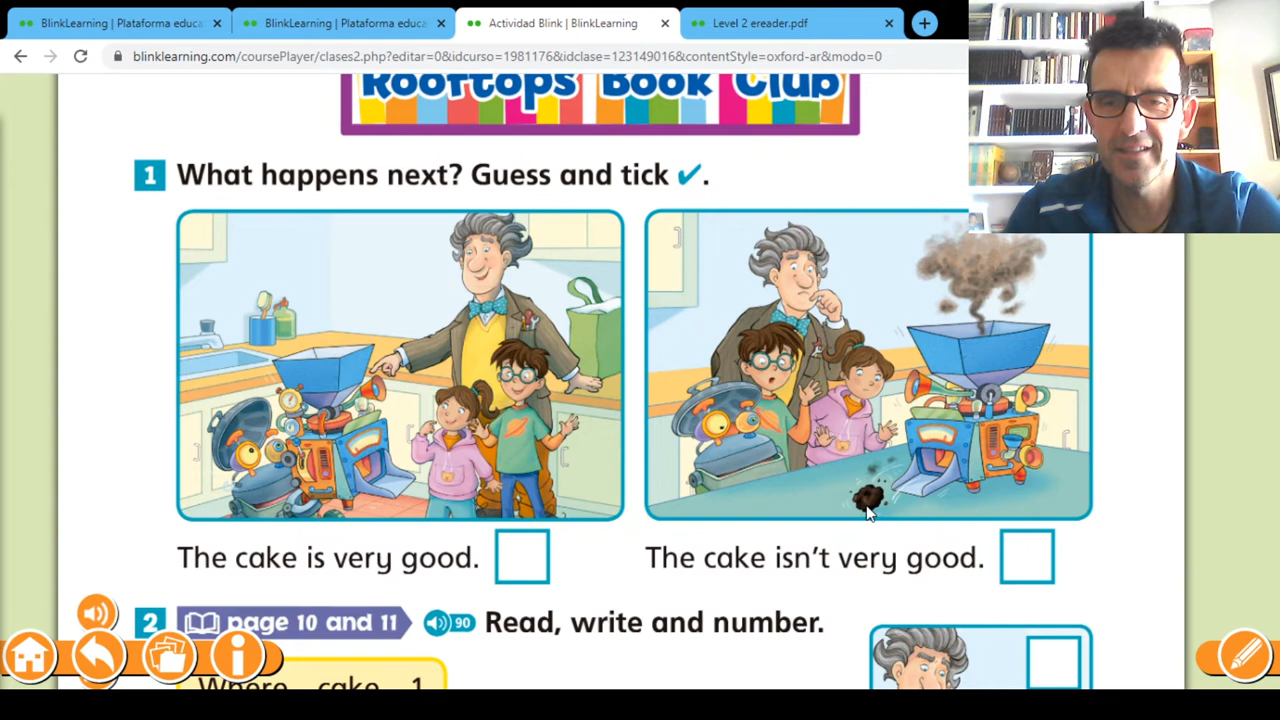 BlinkLearning | Plataforma educa
BlinkLearning | Plataforma educa
Actividad Blink | BlinkLearning
Level 2 ereader.pdf
blinklearning.com/coursePlayer/clases2.php?editar=0&idcurso=1981176&idclase=123149016&contentStyle=oxford-ar&modo=0
Rooftops Book Club
1 What happens next? Guess and tick ✔.
The cake is very good.
The cake isn't very good.
2 page 10 and 11 90 Read, write and number.
Where cake 1